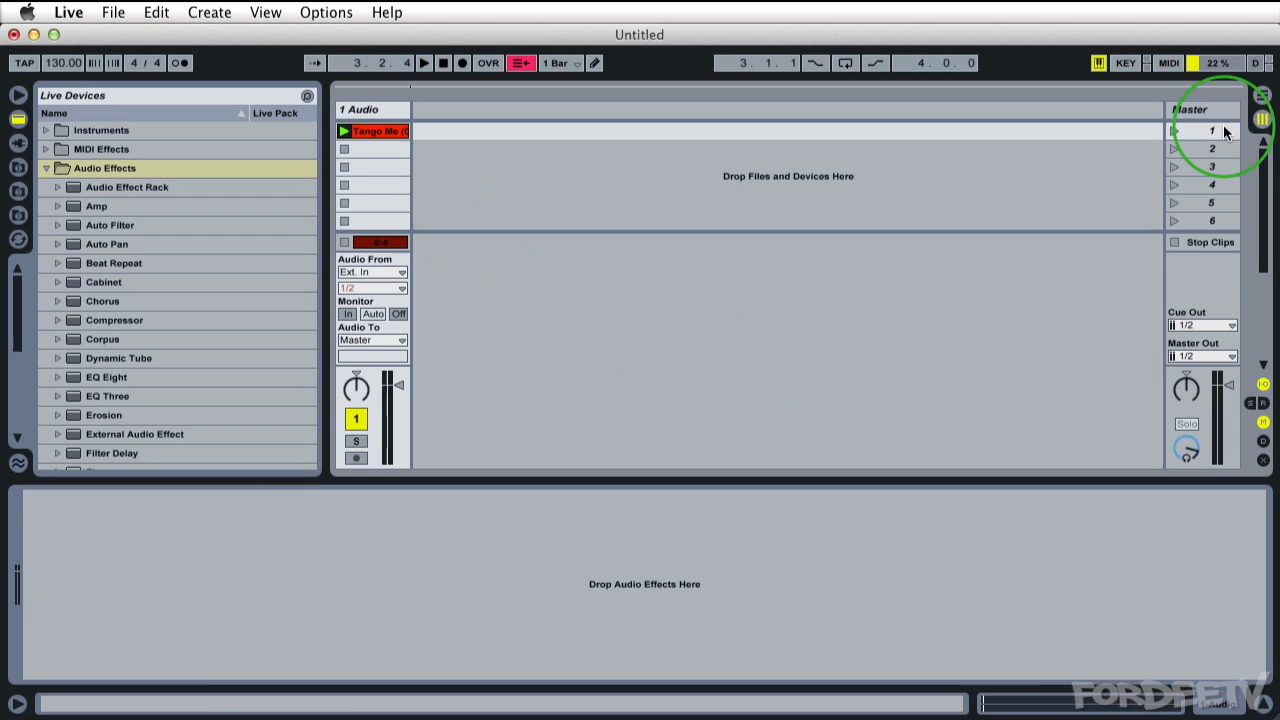 Live File Edit Create View Options Help
Untitled
TAP 130.00 4 / 4 3. 2. 4 OVR 1 Bar 3. 1. 1 4. 0. 0 KEY MIDI 22 % D
Live Devices
Name Live Pack
Instruments
MIDI Effects
Audio Effects
Audio Effect Rack
Amp
Auto Filter
Auto Pan
Beat Repeat
Cabinet
Chorus
Compressor
Corpus
Dynamic Tube
EQ Eight
EQ Three
Erosion
External Audio Effect
Filter Delay
1 Audio
Tango Me (
Audio From
Ext. In
1/2
Monitor
In Auto Off
Audio To
Master
1
S
Drop Files and Devices Here
Master
1
2
3
4
5
6
Stop Clips
Cue Out
1/2
Master Out
1/2
Solo
I·O
S R
M
D
X
Drop Audio Effects Here
FORDFETV